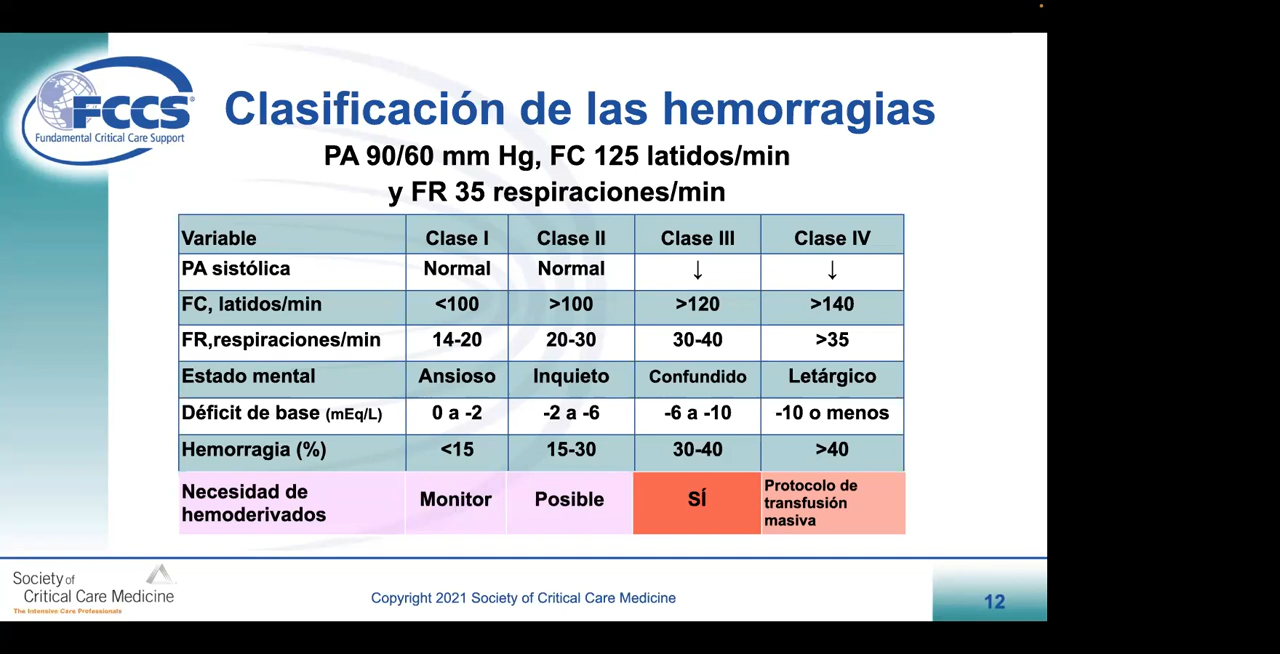 FCCS®
Fundamental Critical Care Support
Clasificación de las hemorragias
PA 90/60 mm Hg, FC 125 latidos/min
y FR 35 respiraciones/min
Variable Clase I Clase II Clase III Clase IV
PA sistólica Normal Normal ↓ ↓
FC, latidos/min <100 >100 >120 >140
FR,respiraciones/min 14-20 20-30 30-40 >35
Estado mental Ansioso Inquieto Confundido Letárgico
Déficit de base (mEq/L) 0 a -2 -2 a -6 -6 a -10 -10 o menos
Hemorragia (%) <15 15-30 30-40 >40
Necesidad de
hemoderivados
Monitor Posible SÍ
Protocolo de
transfusión
masiva
Society of
Critical Care Medicine
The Intensive Care Professionals
Copyright 2021 Society of Critical Care Medicine
12